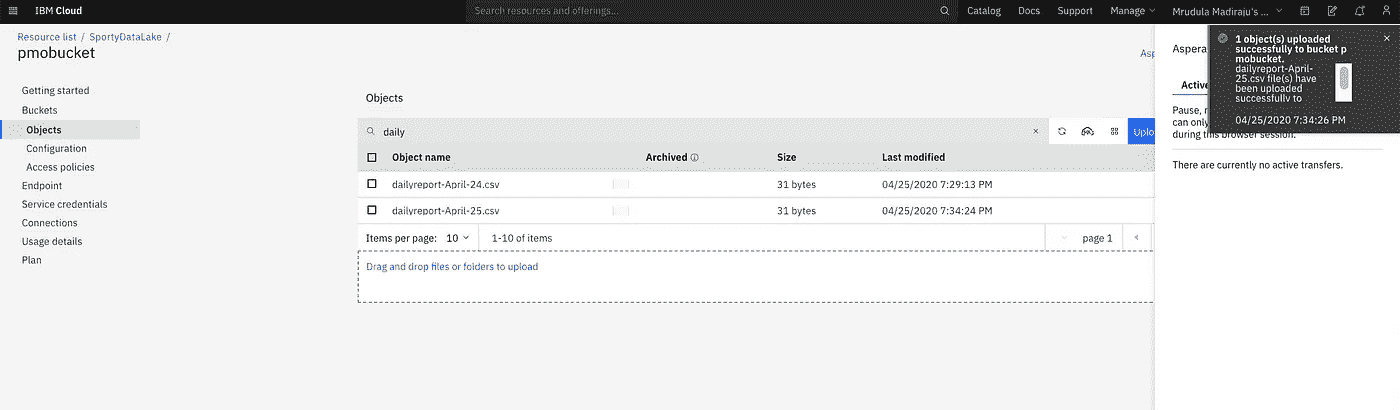 IBM Cloud
Search resources and offerings...
Catalog
Docs
Support
Manage
Mrudula Madiraju's ...
Resource list / SportyDataLake /
pmobucket
Getting started
Buckets
Objects
Configuration
Access policies
Endpoint
Service credentials
Connections
Usage details
Plan
Objects
daily
Uplo
Object name Archived Size Last modified
dailyreport-April-24.csv 31 bytes 04/25/2020 7:29:13 PM
dailyreport-April-25.csv 31 bytes 04/25/2020 7:34:24 PM
Items per page: 10 1-10 of items page 1
Drag and drop files or folders to upload
Asp
Aspera
Active
Pause, r
can only
during this browser session.
There are currently no active transfers.
1 object(s) uploaded
successfully to bucket p
mobucket.
dailyreport-April-
25.csv file(s) have
been uploaded
successfully to
04/25/2020 7:34:26 PM